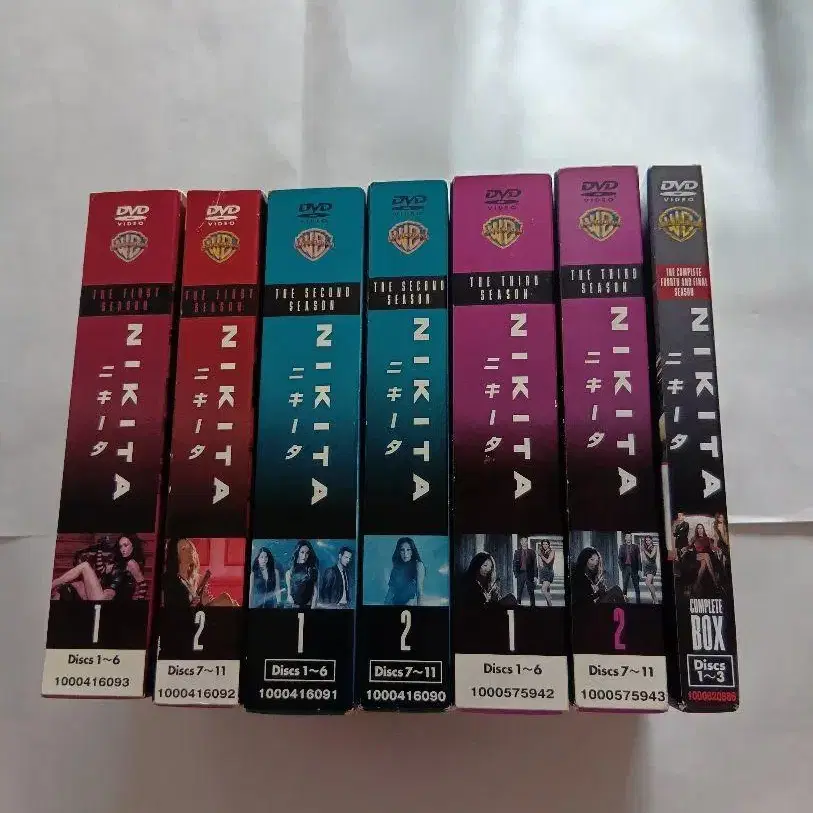 DVD
VIDEO
WB
THE FIRST SEASON
NIKITA
ニキータ
1
Discs 1~6
1000416093
DVD
VIDEO
WB
THE FIRST SEASON
NIKITA
ニキータ
2
Discs 7~11
1000416092
DVD
VIDEO
WB
THE SECOND
SEASON
NIKITA
ニキータ
1
Discs 1~6
1000416091
DVD
VIDEO
WB
THE SECOND
SEASON
NIKITA
ニキータ
2
Discs 7~11
1000416090
DVD
VIDEO
WB
THE THIRD
SEASON
NIKITA
ニキータ
1
Discs 1~6
1000575942
DVD
VIDEO
WB
THE THIRD
SEASON
NIKITA
ニキータ
2
Discs 7~11
1000575943
DVD
VIDEO
WB
THE COMPLETE
FOURTH AND FINAL
SEASON
NIKITA
ニキータ
COMPLETE
BOX
Discs
1~3